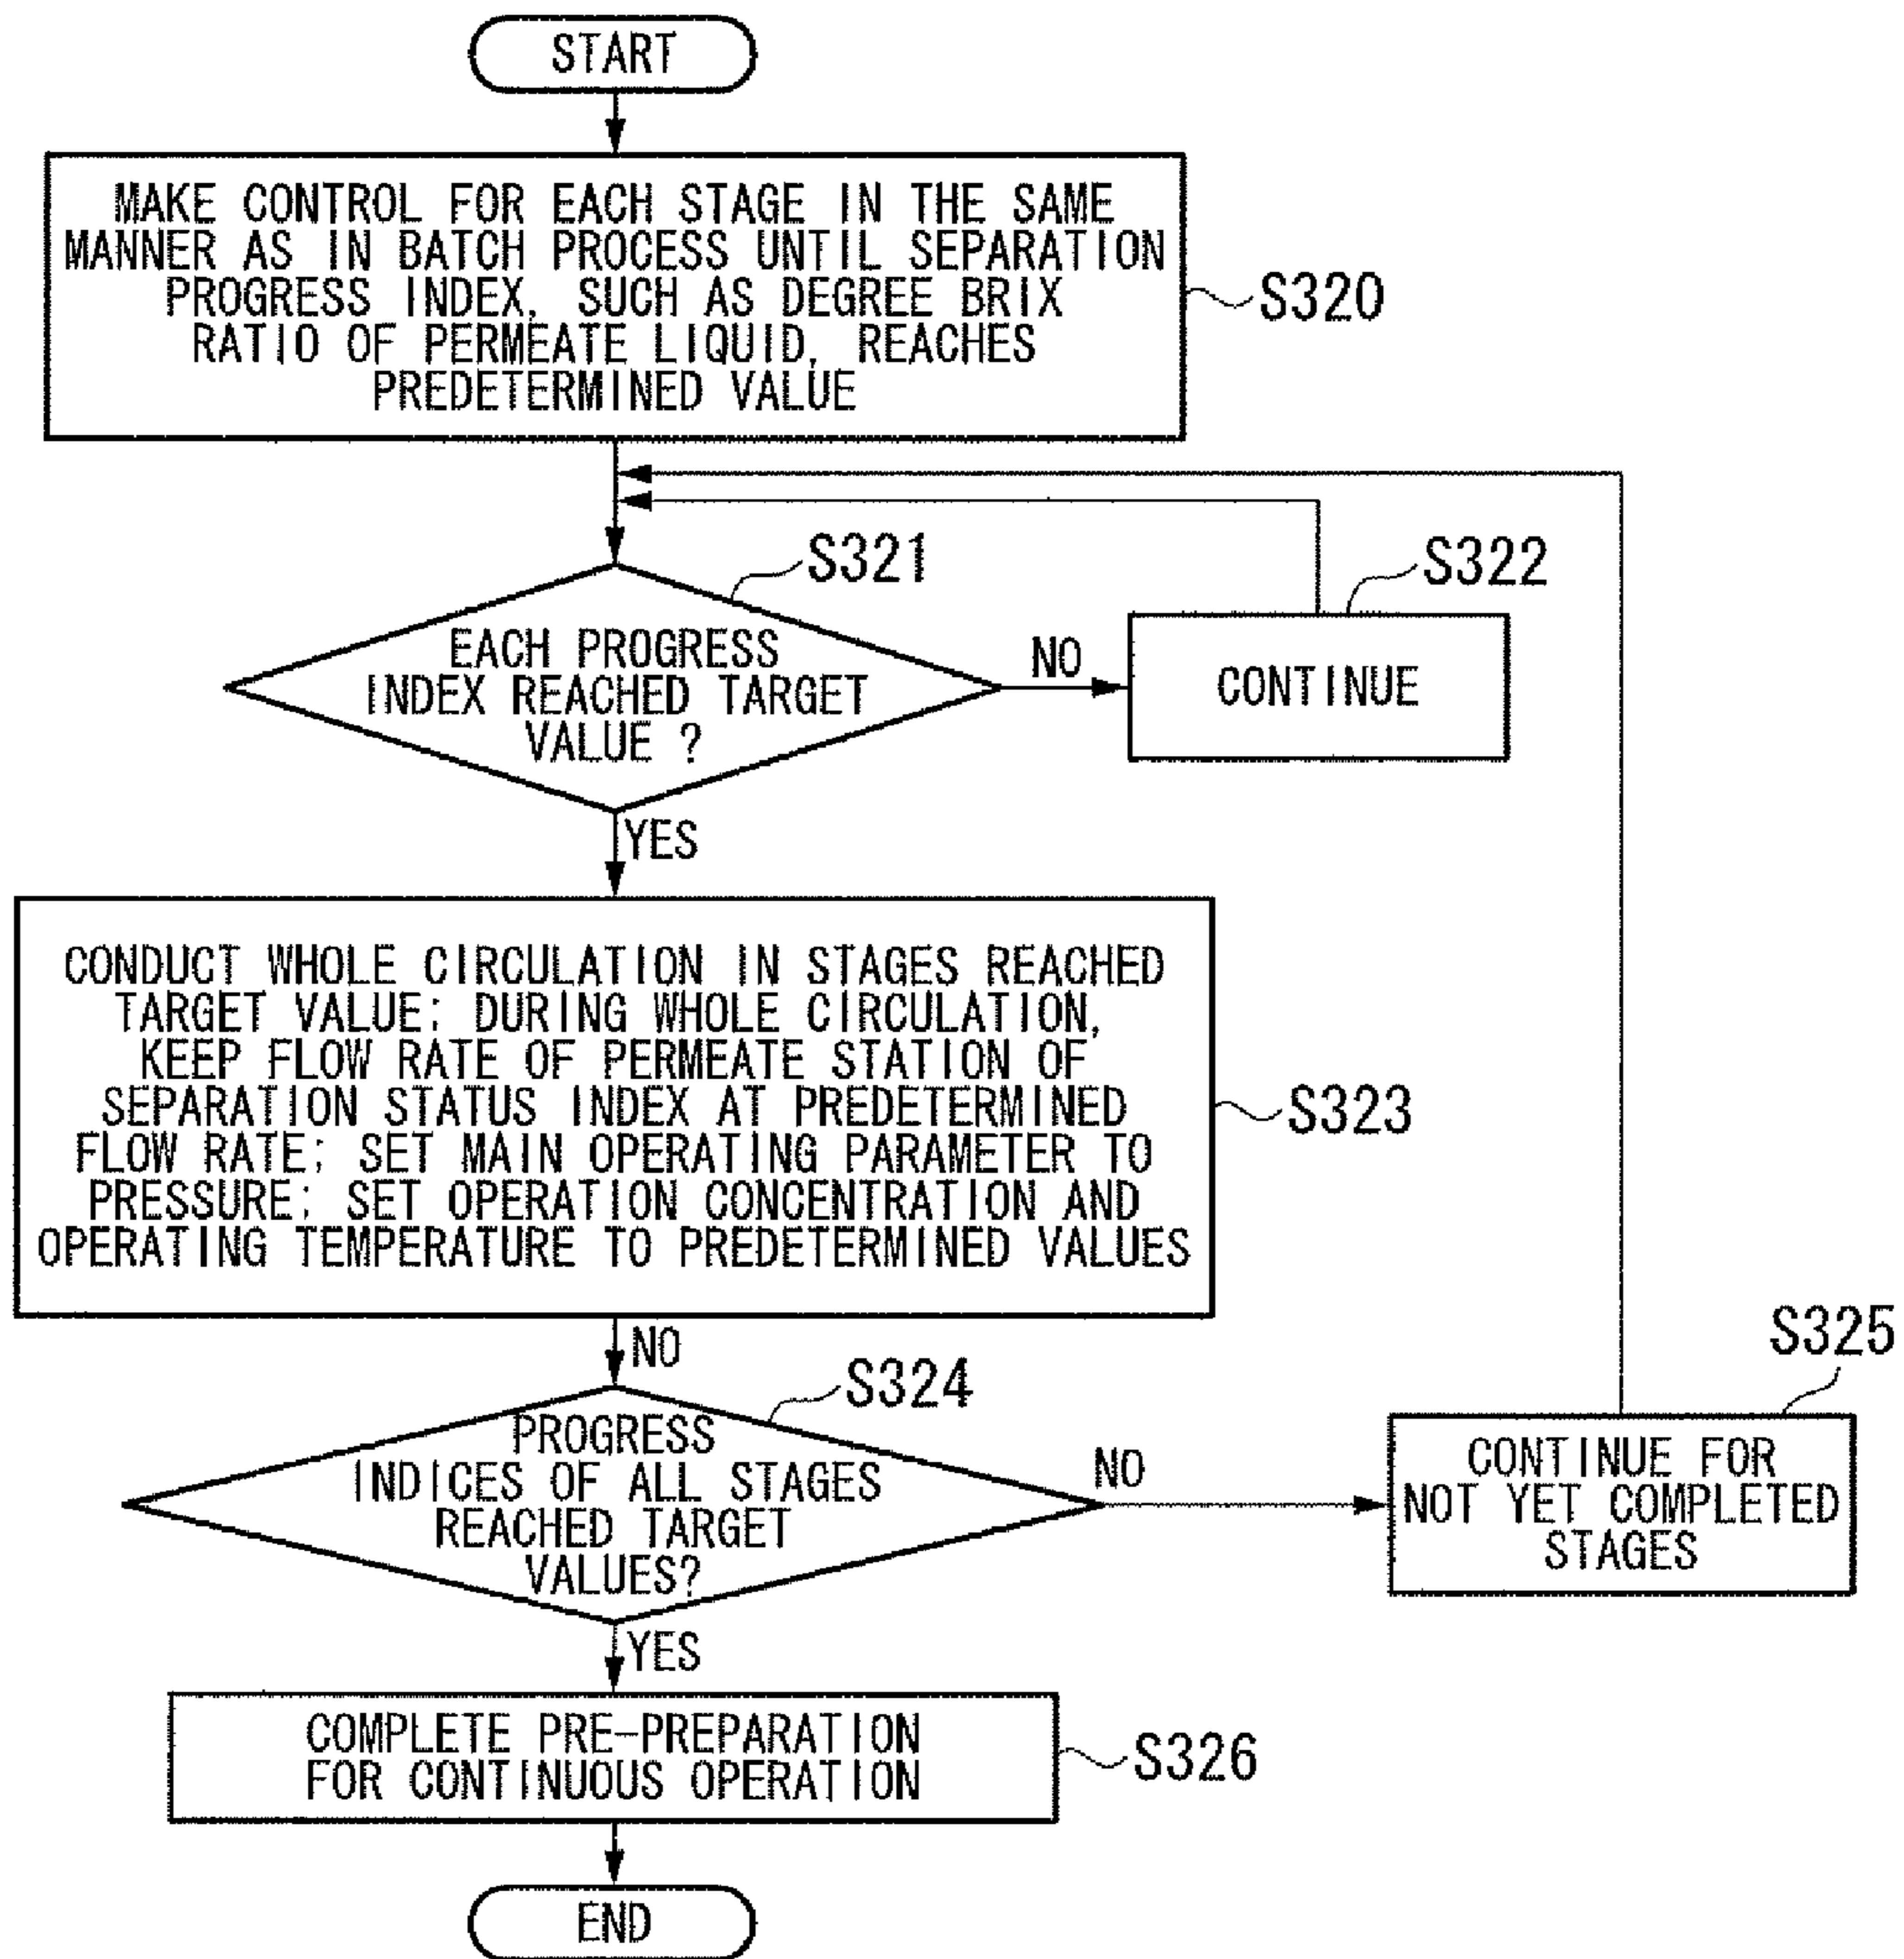 START
MAKE CONTROL FOR EACH STAGE IN THE SAME
MANNER AS IN BATCH PROCESS UNTIL SEPARATION
PROGRESS INDEX, SUCH AS DEGREE BRIX
RATIO OF PERMEATE LIQUID, REACHES
PREDETERMINED VALUE
S320
S321
EACH PROGRESS
INDEX REACHED TARGET
VALUE ?
NO
S322
CONTINUE
YES
CONDUCT WHOLE CIRCULATION IN STAGES REACHED
TARGET VALUE; DURING WHOLE CIRCULATION,
KEEP FLOW RATE OF PERMEATE STATION OF
SEPARATION STATUS INDEX AT PREDETERMINED
FLOW RATE; SET MAIN OPERATING PARAMETER TO
PRESSURE; SET OPERATION CONCENTRATION AND
OPERATING TEMPERATURE TO PREDETERMINED VALUES
S323
NO
S324
PROGRESS
INDICES OF ALL STAGES
REACHED TARGET
VALUES?
NO
S325
CONTINUE FOR
NOT YET COMPLETED
STAGES
YES
COMPLETE PRE-PREPARATION
FOR CONTINUOUS OPERATION
S326
END